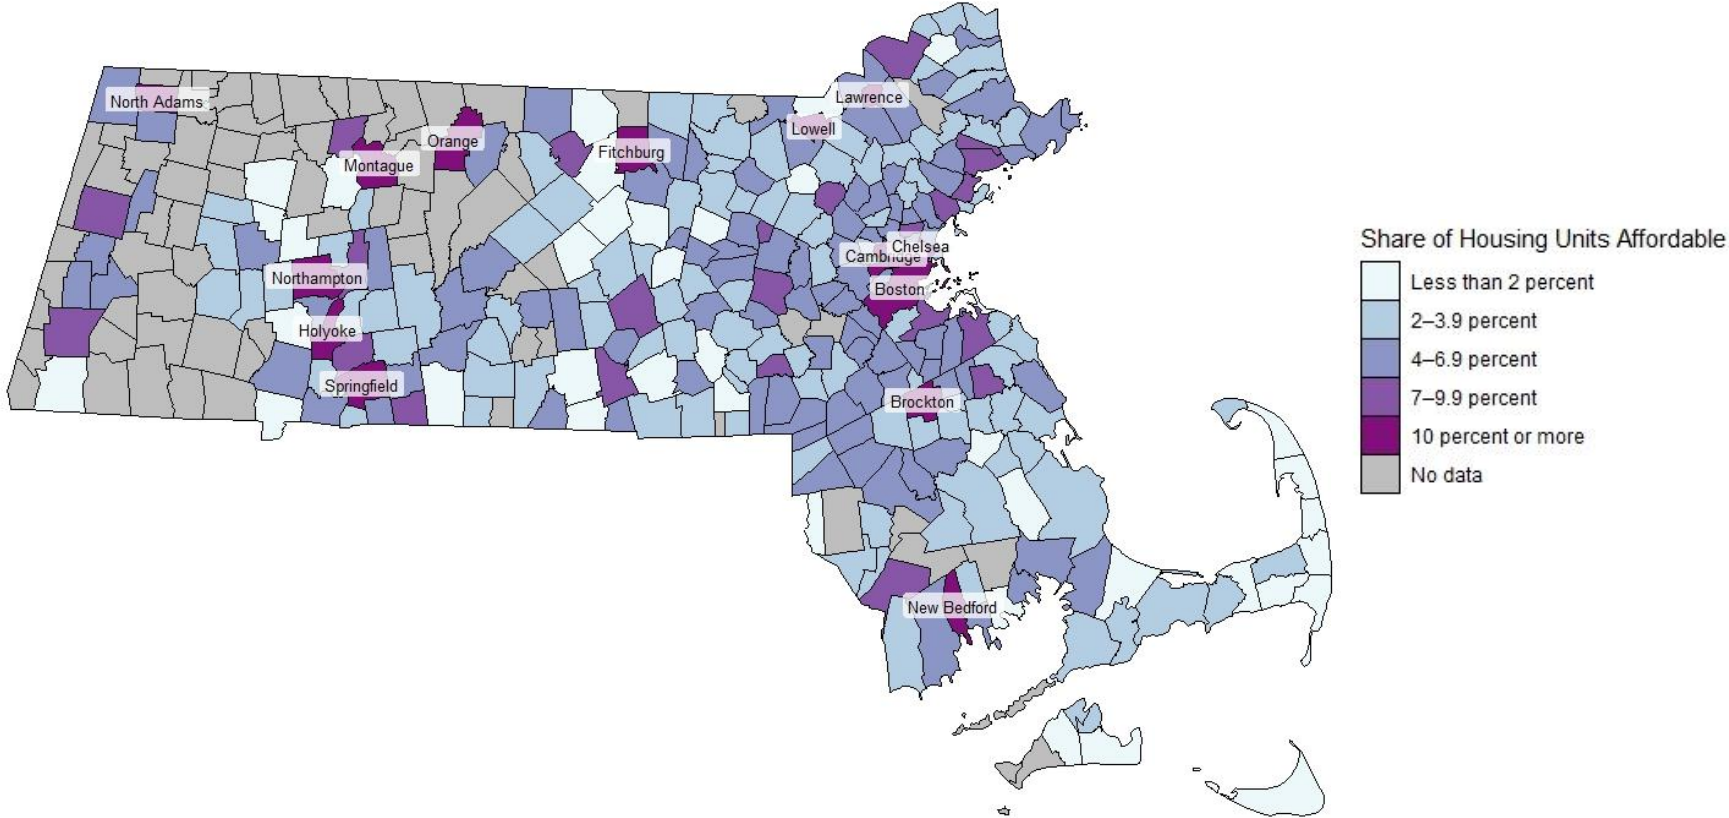 North Adams
Lawrence
Lowell
Orange
Fitchburg
Montague
Chelsea
Cambridge
Northampton
Boston
Holyoke
Springfield
Brockton
New Bedford
Share of Housing Units Affordable
Less than 2 percent
2–3.9 percent
4–6.9 percent
7–9.9 percent
10 percent or more
No data